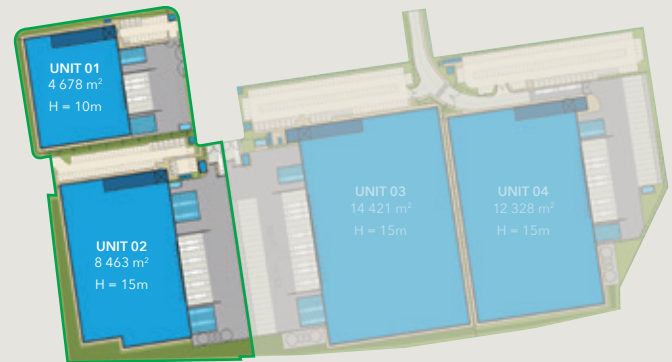 UNIT 01
4 678 m²
H = 10m
UNIT 02
8 463 m²
H = 15m
UNIT 03
14 421 m²
H = 15m
UNIT 04
12 328 m²
H = 15m